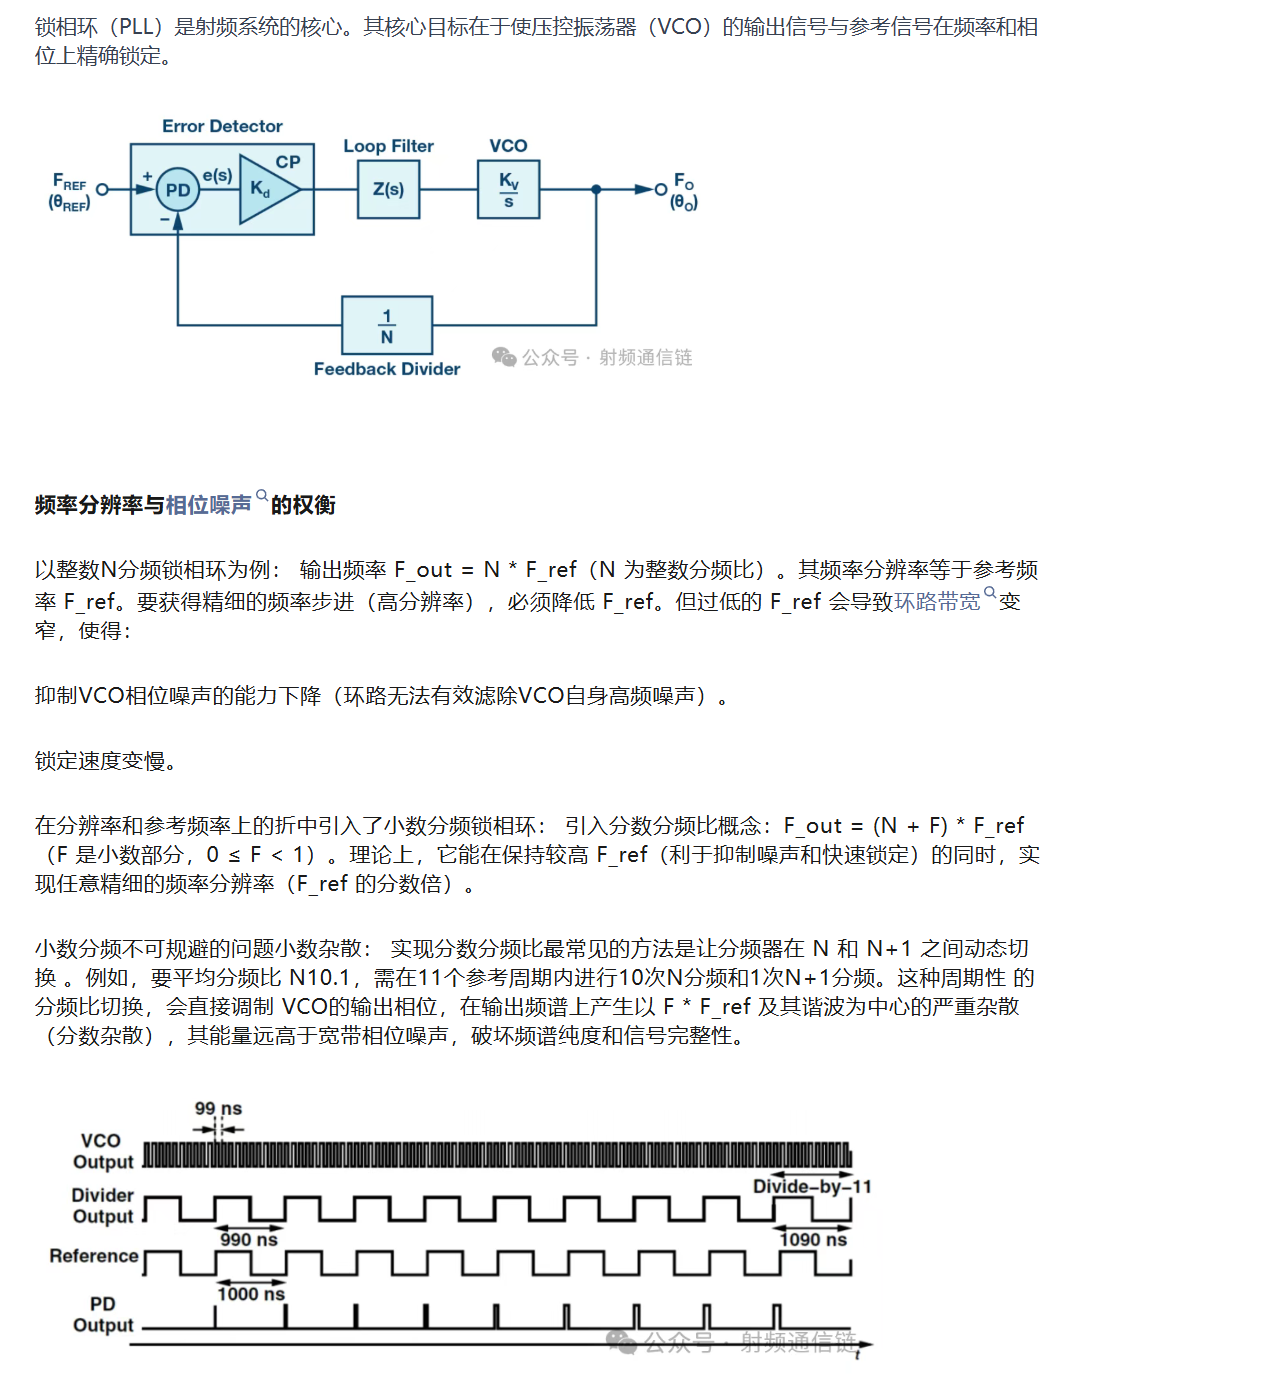 锁相环（PLL）是射频系统的核心。其核心目标在于使压控振荡器（VCO）的输出信号与参考信号在频率和相
位上精确锁定。
Error Detector
Loop Filter
VCO
CP
FREF
(θREF)
+
PD
e(s)
Kd
Z(s)
Kv
s
Fo
(θo)
−
1
N
公众号 · 射频通信链
Feedback Divider
频率分辨率与相位噪声的权衡
以整数N分频锁相环为例： 输出频率 F_out = N * F_ref（N 为整数分频比）。其频率分辨率等于参考频
率 F_ref。要获得精细的频率步进（高分辨率），必须降低 F_ref。但过低的 F_ref 会导致环路带宽变
窄，使得：
抑制VCO相位噪声的能力下降（环路无法有效滤除VCO自身高频噪声）。
锁定速度变慢。
在分辨率和参考频率上的折中引入了小数分频锁相环： 引入分数分频比概念：F_out = (N + F) * F_ref
（F 是小数部分，0 ≤ F < 1）。理论上，它能在保持较高 F_ref（利于抑制噪声和快速锁定）的同时，实
现任意精细的频率分辨率（F_ref 的分数倍）。
小数分频不可规避的问题小数杂散： 实现分数分频比最常见的方法是让分频器在 N 和 N+1 之间动态切
换 。例如，要平均分频比 N10.1，需在11个参考周期内进行10次N分频和1次N+1分频。这种周期性 的
分频比切换，会直接调制 VCO的输出相位，在输出频谱上产生以 F * F_ref 及其谐波为中心的严重杂散
（分数杂散），其能量远高于宽带相位噪声，破坏频谱纯度和信号完整性。
99 ns
VCO
Output
Divide–by–11
Divider
Output
990 ns
1090 ns
Reference
1000 ns
PD
Output
公众号 · 射频通信链
t